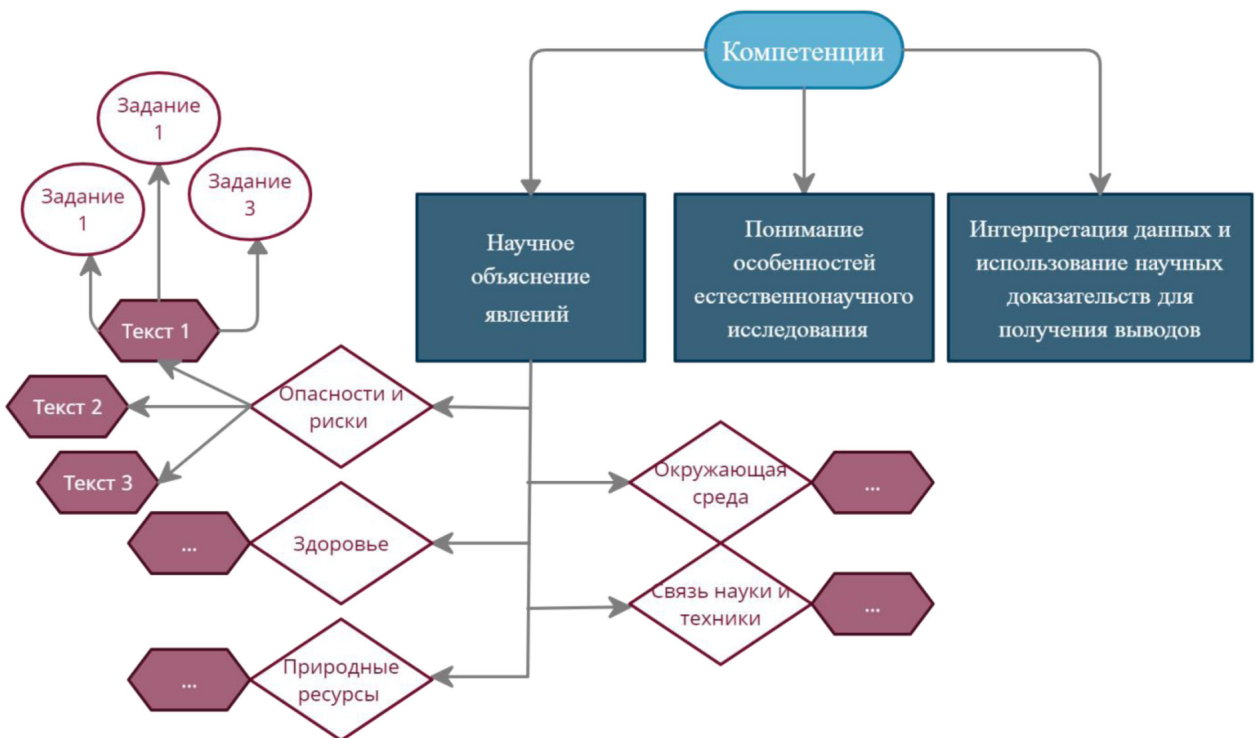 Компетенции
Задание
1
Задание
1
Задание
3
Научное
объяснение
явлений
Понимание
особенностей
естественнонаучного
исследования
Интерпретация данных и
использование научных
доказательств для
получения выводов
Текст 1
Текст 2
Текст 3
Опасности и
риски
Окружающая
среда
...
...
Здоровье
Связь науки и
техники
...
...
Природные
ресурсы